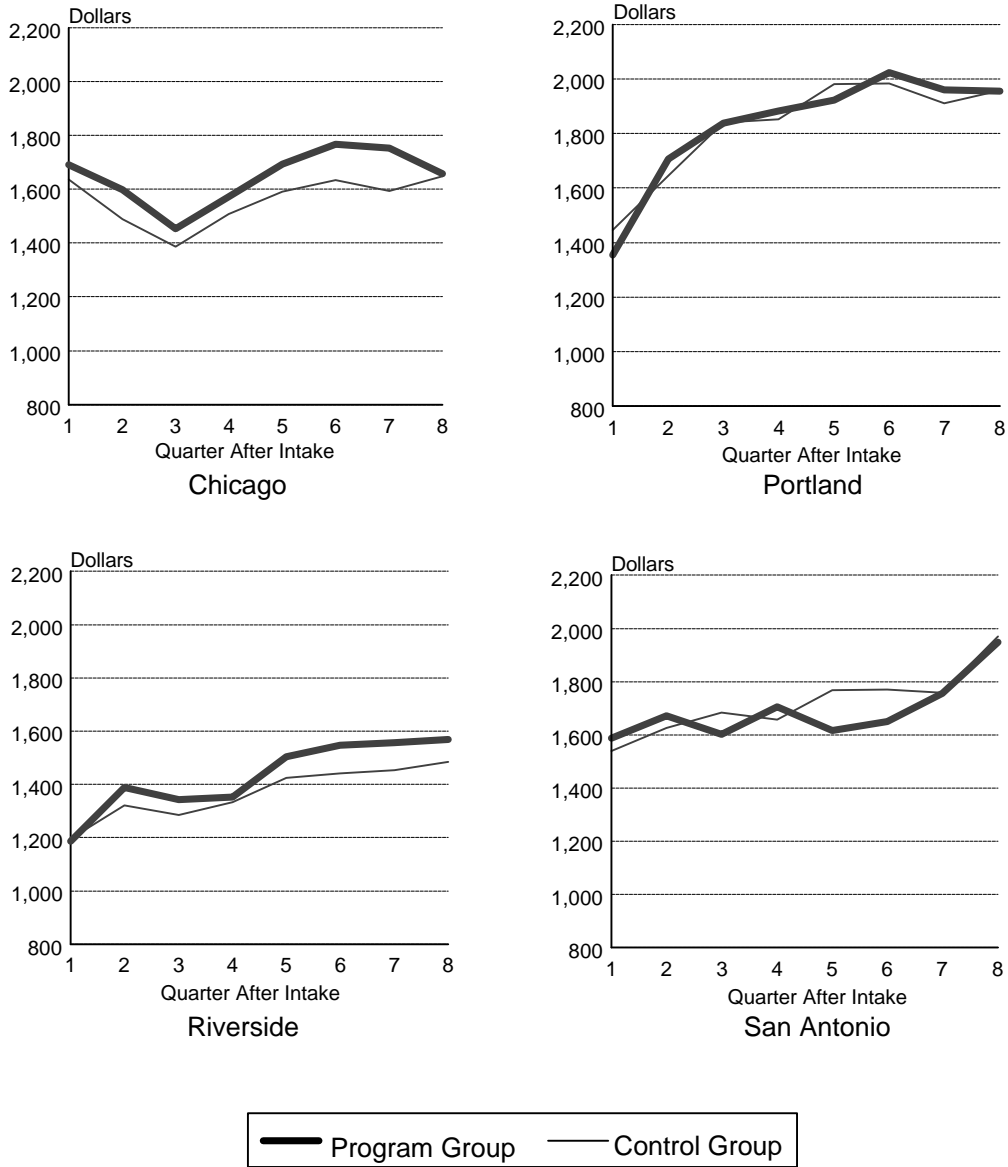 Dollars
2,200
2,000
1,800
1,600
1,400
1,200
1,000
800
1 2 3 4 5 6 7 8
Quarter After Intake
Chicago
Dollars
2,200
2,000
1,800
1,600
1,400
1,200
1,000
800
1 2 3 4 5 6 7 8
Quarter After Intake
Portland
Dollars
2,200
2,000
1,800
1,600
1,400
1,200
1,000
800
1 2 3 4 5 6 7 8
Quarter After Intake
Riverside
Dollars
2,200
2,000
1,800
1,600
1,400
1,200
1,000
800
1 2 3 4 5 6 7 8
Quarter After Intake
San Antonio
Program Group Control Group